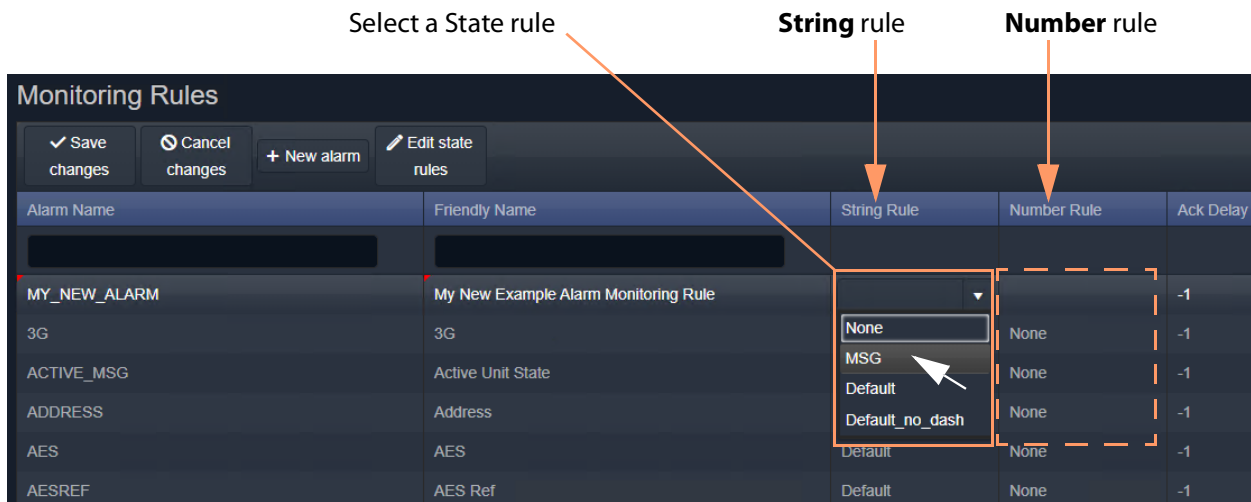 Select a State rule String rule Number rule
Monitoring Rules
Save changes Cancel changes + New alarm Edit state rules
Alarm Name Friendly Name String Rule Number Rule Ack Delay
MY_NEW_ALARM My New Example Alarm Monitoring Rule -1
3G 3G None None -1
ACTIVE_MSG Active Unit State MSG None -1
ADDRESS Address Default None -1
Default_no_dash
AES AES Default None -1
AESREF AES Ref Default None -1